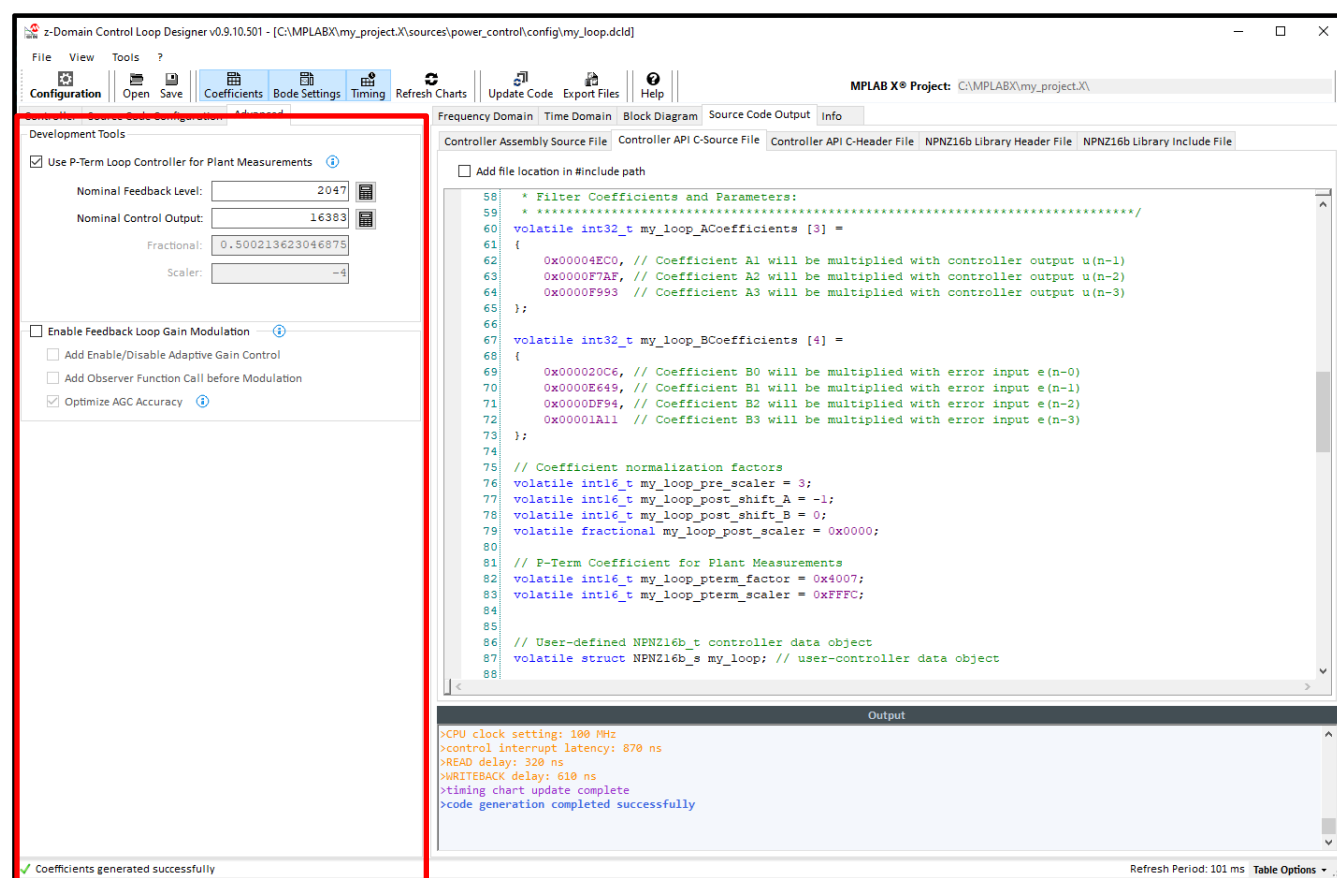 z-Domain Control Loop Designer v0.9.10.501 - [C:\MPLABX\my_project.X\sources\power_control\config\my_loop.dcld]
File View Tools ?
Configuration Open Save Coefficients Bode Settings Timing Refresh Charts Update Code Export Files Help MPLAB X® Project: C:\MPLABX\my_project.X\
Controller Source Code Configuration Advanced
Development Tools
Use P-Term Loop Controller for Plant Measurements
Nominal Feedback Level: 2047
Nominal Control Output: 16383
Fractional: 0.500213623046875
Scaler: -4
Enable Feedback Loop Gain Modulation
Add Enable/Disable Adaptive Gain Control
Add Observer Function Call before Modulation
Optimize AGC Accuracy
Frequency Domain Time Domain Block Diagram Source Code Output Info
Controller Assembly Source File Controller API C-Source File Controller API C-Header File NPNZ16b Library Header File NPNZ16b Library Include File
Add file location in #include path
58 * Filter Coefficients and Parameters:
59 * ********************************************************************************/
60 volatile int32_t my_loop_ACoefficients [3] =
61 {
62 0x00004EC0, // Coefficient A1 will be multiplied with controller output u(n-1)
63 0x0000F7AF, // Coefficient A2 will be multiplied with controller output u(n-2)
64 0x0000F993 // Coefficient A3 will be multiplied with controller output u(n-3)
65 };
66
67 volatile int32_t my_loop_BCoefficients [4] =
68 {
69 0x000020C6, // Coefficient B0 will be multiplied with error input e(n-0)
70 0x0000E649, // Coefficient B1 will be multiplied with error input e(n-1)
71 0x0000DF94, // Coefficient B2 will be multiplied with error input e(n-2)
72 0x00001A11 // Coefficient B3 will be multiplied with error input e(n-3)
73 };
74
75 // Coefficient normalization factors
76 volatile int16_t my_loop_pre_scaler = 3;
77 volatile int16_t my_loop_post_shift_A = -1;
78 volatile int16_t my_loop_post_shift_B = 0;
79 volatile fractional my_loop_post_scaler = 0x0000;
80
81 // P-Term Coefficient for Plant Measurements
82 volatile int16_t my_loop_pterm_factor = 0x4007;
83 volatile int16_t my_loop_pterm_scaler = 0xFFFC;
84
85
86 // User-defined NPNZ16b_t controller data object
87 volatile struct NPNZ16b_s my_loop; // user-controller data object
88
Output
>CPU clock setting: 100 MHz
>control interrupt latency: 870 ns
>READ delay: 320 ns
>WRITEBACK delay: 610 ns
>timing chart update complete
>code generation completed successfully
Coefficients generated successfully
Refresh Period: 101 ms Table Options